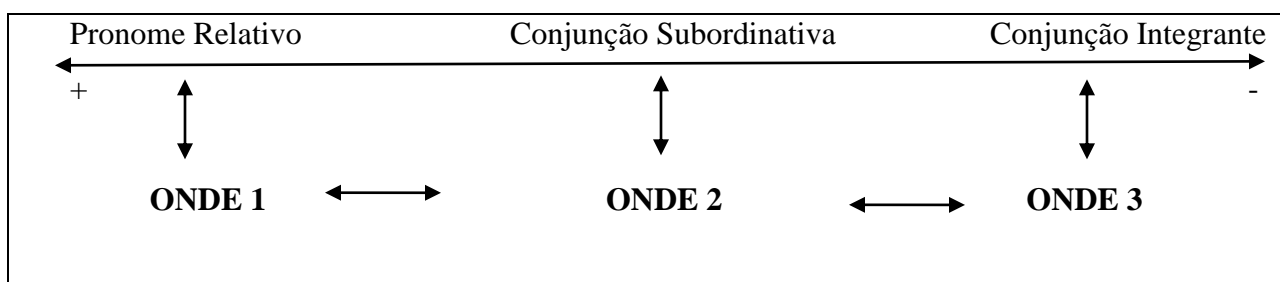 Pronome Relativo Conjunção Subordinativa Conjunção Integrante
+ -
ONDE 1 ONDE 2 ONDE 3